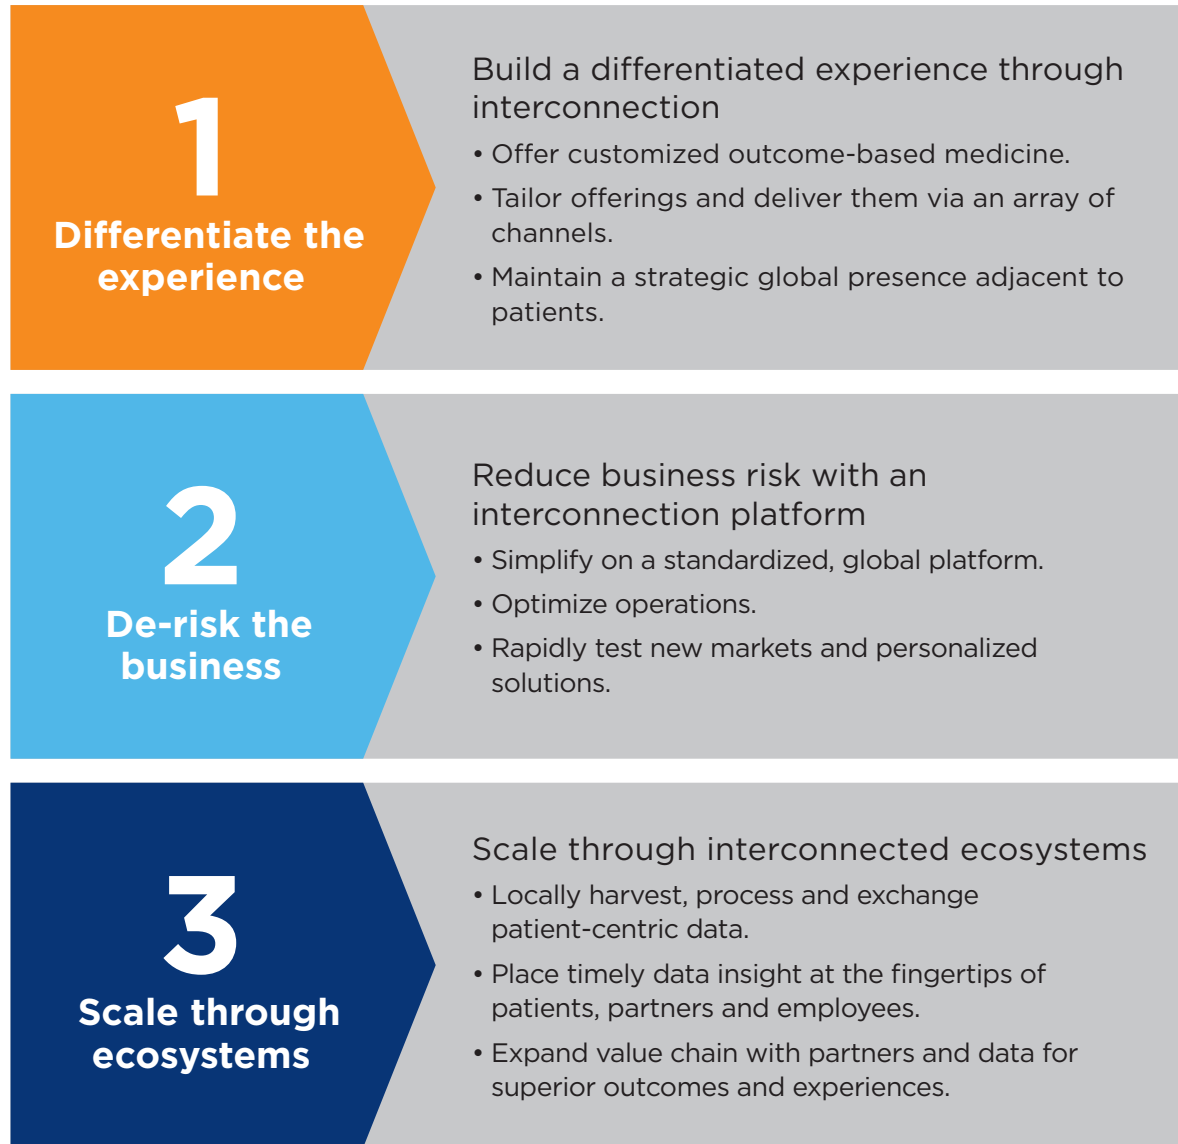 1
Differentiate the
experience
Build a differentiated experience through
interconnection
• Offer customized outcome-based medicine.
• Tailor offerings and deliver them via an array of
channels.
• Maintain a strategic global presence adjacent to
patients.
2
De-risk the
business
Reduce business risk with an
interconnection platform
• Simplify on a standardized, global platform.
• Optimize operations.
• Rapidly test new markets and personalized
solutions.
3
Scale through
ecosystems
Scale through interconnected ecosystems
• Locally harvest, process and exchange
patient-centric data.
• Place timely data insight at the fingertips of
patients, partners and employees.
• Expand value chain with partners and data for
superior outcomes and experiences.